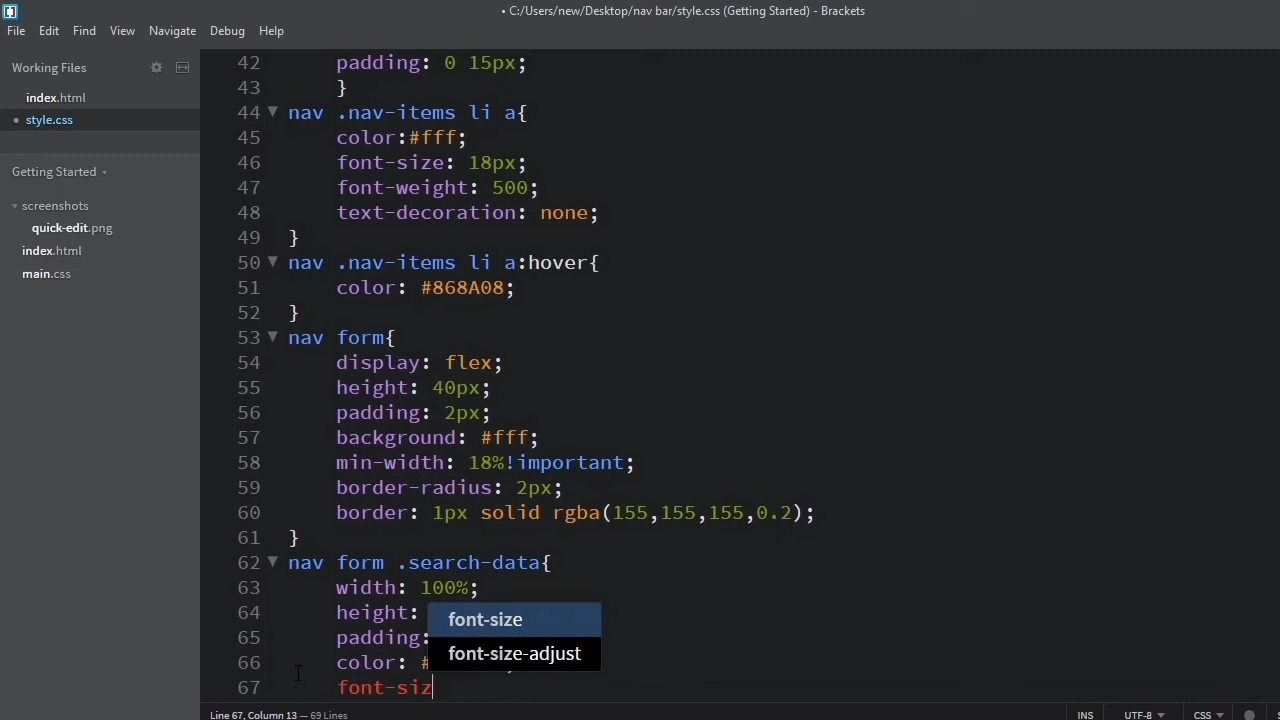 • C:/Users/new/Desktop/nav bar/style.css (Getting Started) - Brackets
File Edit Find View Navigate Debug Help
Working Files
index.html
• style.css
Getting Started
screenshots
quick-edit.png
index.html
main.css
42 padding: 0 15px;
43 }
44 nav .nav-items li a{
45 color:#fff;
46 font-size: 18px;
47 font-weight: 500;
48 text-decoration: none;
49 }
50 nav .nav-items li a:hover{
51 color: #868A08;
52 }
53 nav form{
54 display: flex;
55 height: 40px;
56 padding: 2px;
57 background: #fff;
58 min-width: 18%!important;
59 border-radius: 2px;
60 border: 1px solid rgba(155,155,155,0.2);
61 }
62 nav form .search-data{
63 width: 100%;
64 height:
65 padding:
66 color: #
67 font-siz
font-size
font-size-adjust
Line 67, Column 13 — 69 Lines
INS UTF-8 CSS